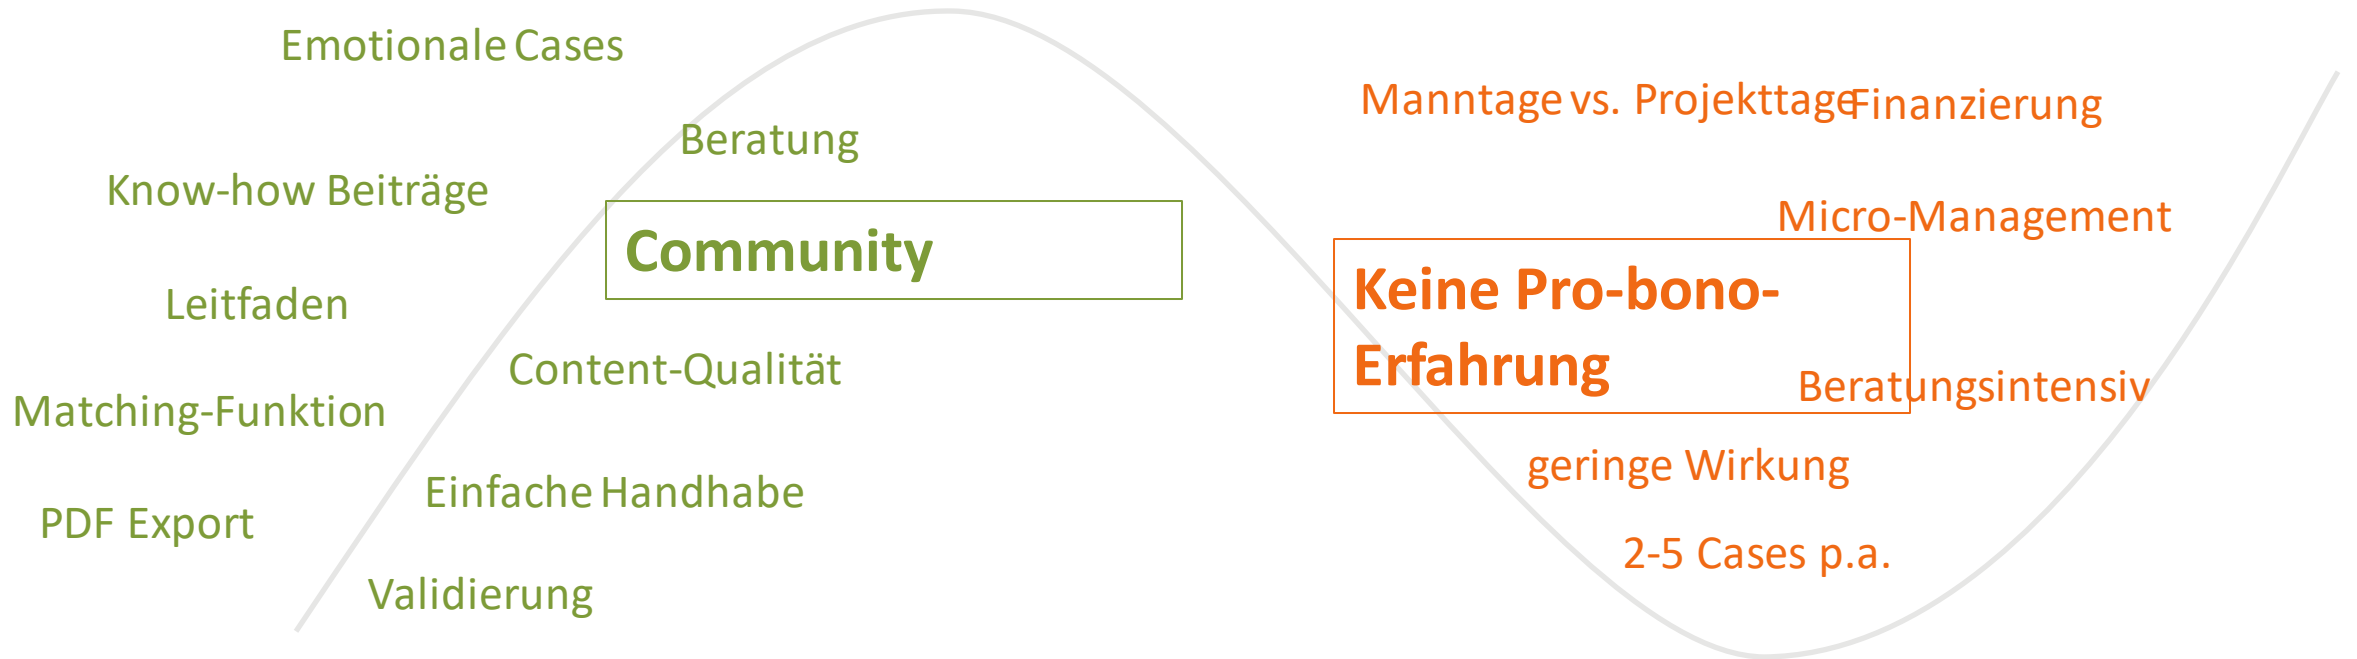 Emotionale Cases
Beratung
Know-how Beiträge
Community
Leitfaden
Content-Qualität
Matching-Funktion
Einfache Handhabe
PDF Export
Validierung
Manntage vs. Projekttage
Finanzierung
Micro-Management
Keine Pro-bono-
Erfahrung
Beratungsintensiv
geringe Wirkung
2-5 Cases p.a.